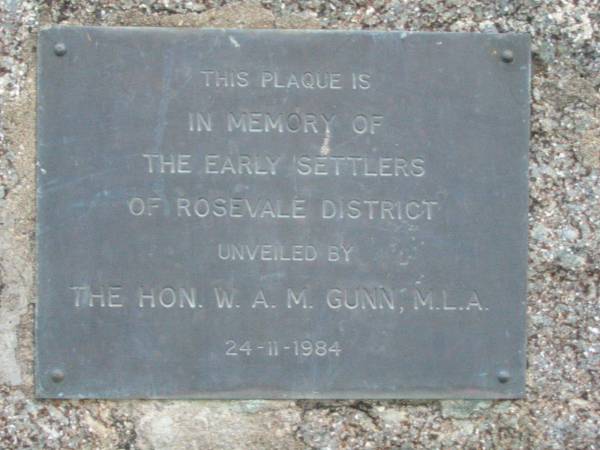 THIS PLAQUE IS
IN MEMORY OF
THE EARLY SETTLERS
OF ROSEVALE DISTRICT
UNVEILED BY
THE HON. W. A. M. GUNN, M.L.A.
24-11-1984